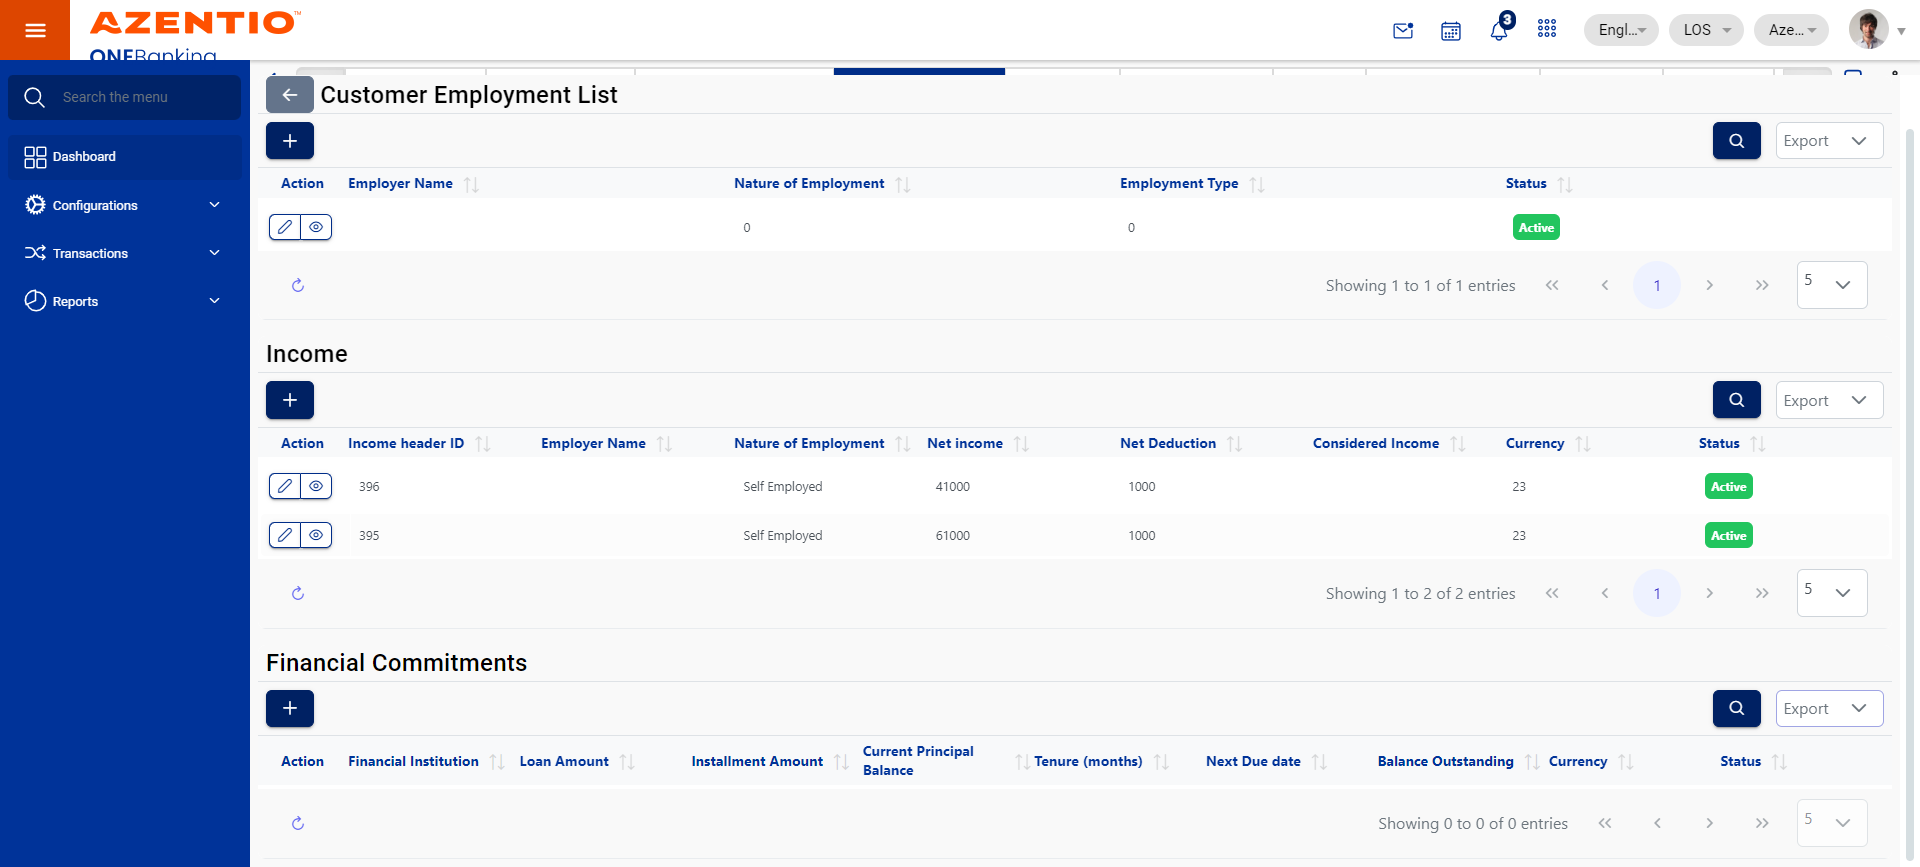 AZENTIO™
ONEBanking
3
Engl...
LOS
Aze...
Search the menu
Dashboard
Configurations
Transactions
Reports
Customer Employment List
Export
Action Employer Name Nature of Employment Employment Type Status
0 0 Active
Showing 1 to 1 of 1 entries
1
5
Income
Export
Action Income header ID Employer Name Nature of Employment Net income Net Deduction Considered Income Currency Status
396 Self Employed 41000 1000 23 Active
395 Self Employed 61000 1000 23 Active
Showing 1 to 2 of 2 entries
1
5
Financial Commitments
Export
Action Financial Institution Loan Amount Installment Amount Current Principal Tenure (months) Next Due date Balance Outstanding Currency Status
Balance
Showing 0 to 0 of 0 entries
5